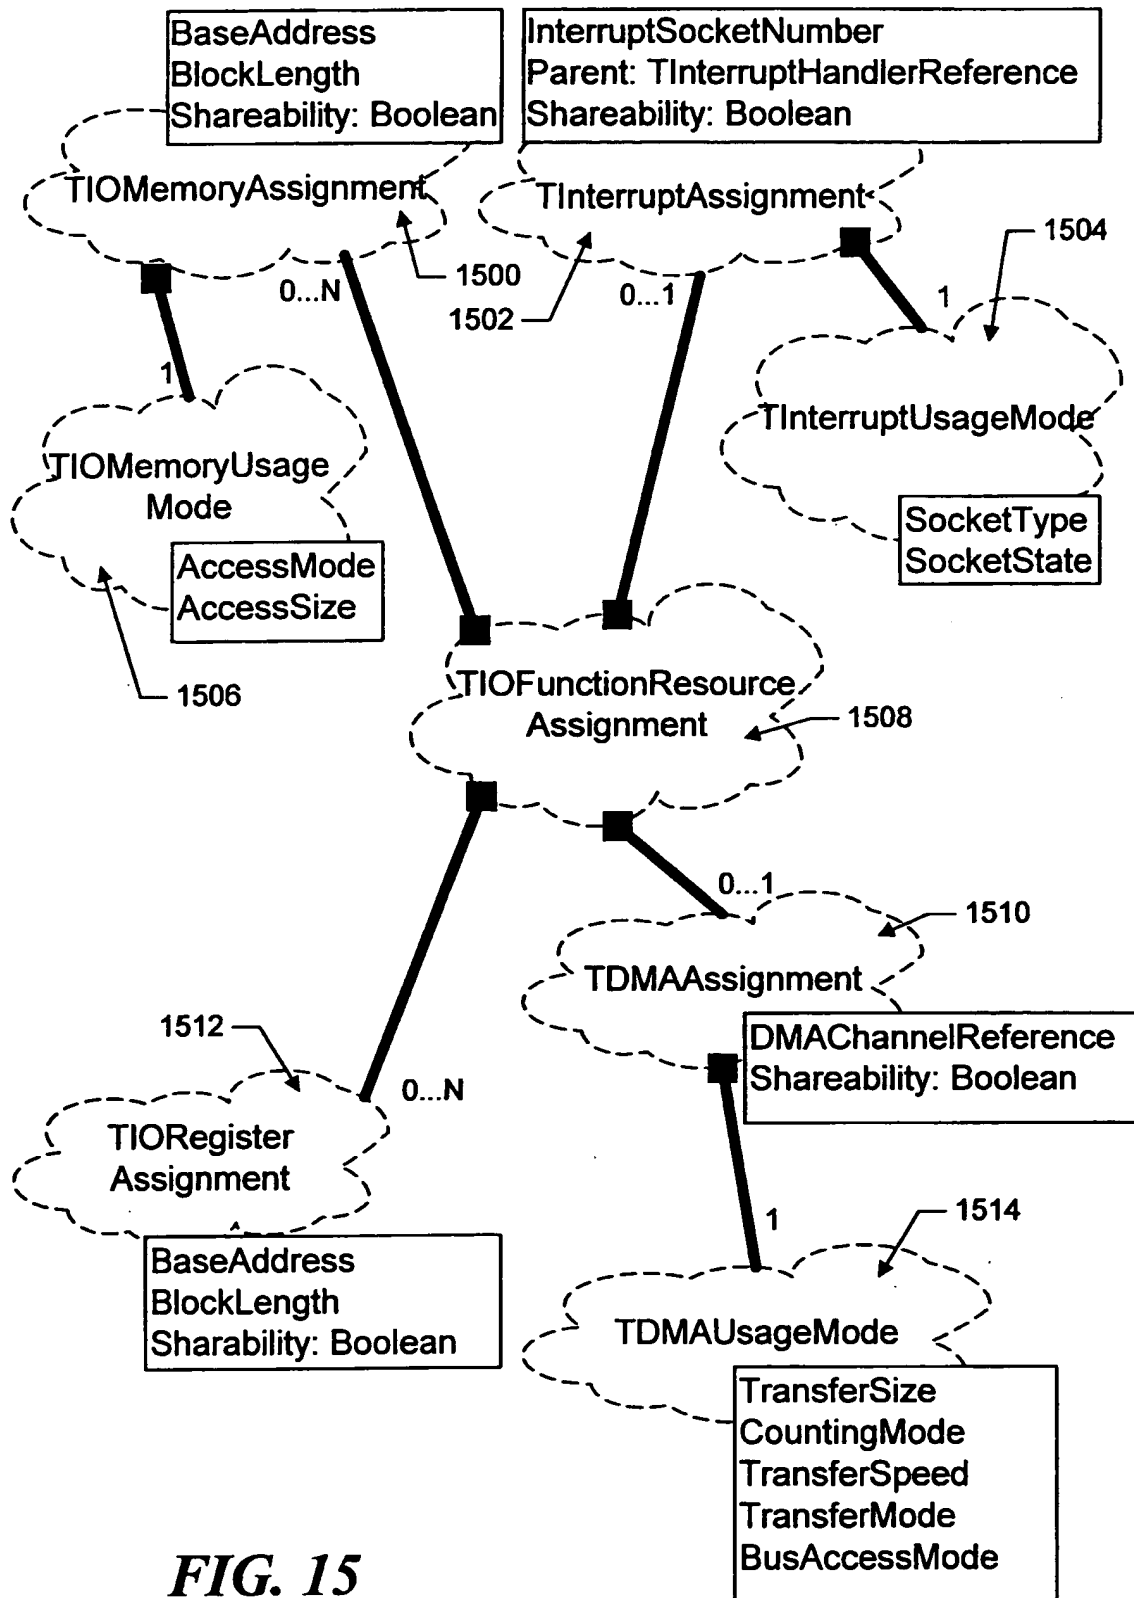 BaseAddress
BlockLength
Shareability: Boolean
InterruptSocketNumber
Parent: TInterruptHandlerReference
Shareability: Boolean
TIOMemoryAssignment
TInterruptAssignment
1500
0...N
1502
0...1
1504
1
1
TInterruptUsageMode
SocketType
SocketState
TIOMemoryUsage
Mode
AccessMode
AccessSize
1506
TIOFunctionResource
Assignment
1508
0...1
1510
TDMAAssignment
DMAChannelReference
Shareability: Boolean
1512
0...N
TIORegister
Assignment
BaseAddress
BlockLength
Sharability: Boolean
1
1514
TDMAUsageMode
TransferSize
CountingMode
TransferSpeed
TransferMode
BusAccessMode
FIG. 15